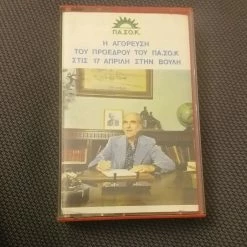 ΠΑ.ΣΟ.Κ.
Η ΑΓΟΡΕΥΣΗ
ΤΟΥ ΠΡΟΕΔΡΟΥ ΤΟΥ ΠΑ.ΣΟ.Κ
ΣΤΙΣ 17 ΑΠΡΙΛΗ ΣΤΗΝ ΒΟΥΛΗ